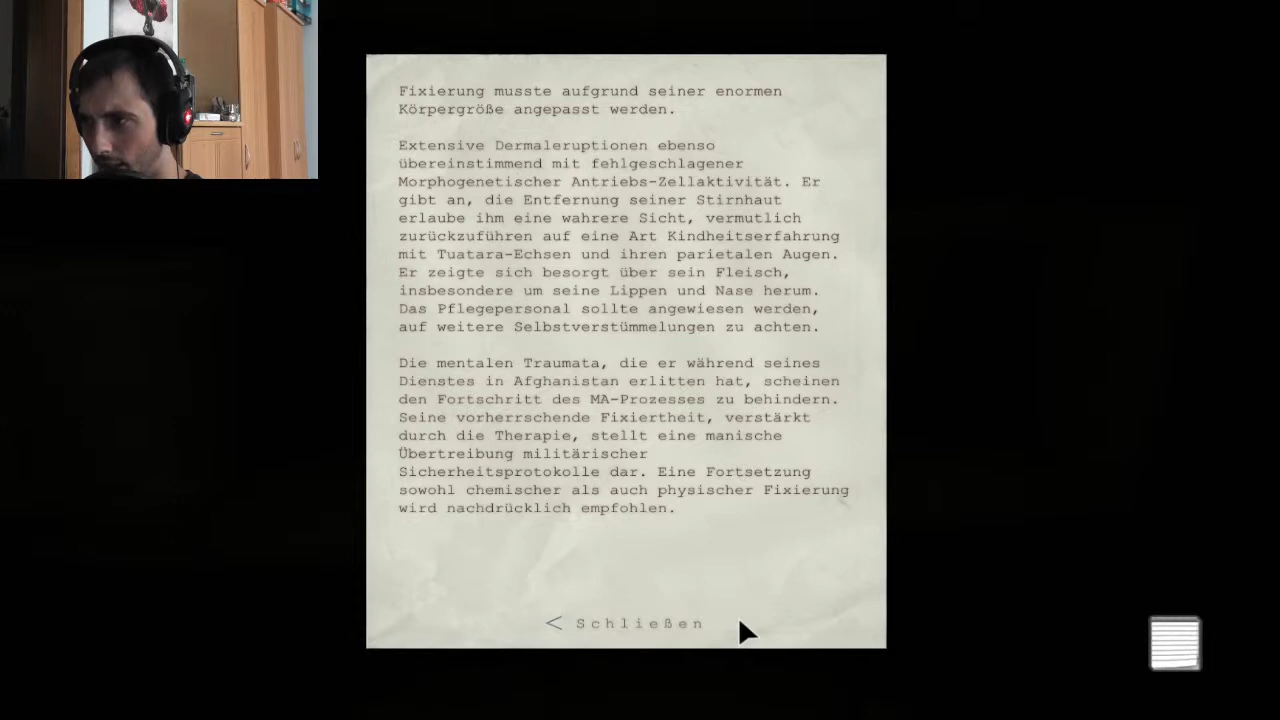 Fixierung musste aufgrund seiner enormen
Körpergröße angepasst werden.
Extensive Dermaleruptionen ebenso
übereinstimmend mit fehlgeschlagener
Morphogenetischer Antriebs-Zellaktivität. Er
gibt an, die Entfernung seiner Stirnhaut
erlaube ihm eine wahrere Sicht, vermutlich
zurückzuführen auf eine Art Kindheitserfahrung
mit Tuatara-Echsen und ihren parietalen Augen.
Er zeigte sich besorgt über sein Fleisch,
insbesondere um seine Lippen und Nase herum.
Das Pflegepersonal sollte angewiesen werden,
auf weitere Selbstverstümmelungen zu achten.
Die mentalen Traumata, die er während seines
Dienstes in Afghanistan erlitten hat, scheinen
den Fortschritt des MA-Prozesses zu behindern.
Seine vorherrschende Fixiertheit, verstärkt
durch die Therapie, stellt eine manische
Übertreibung militärischer
Sicherheitsprotokolle dar. Eine Fortsetzung
sowohl chemischer als auch physischer Fixierung
wird nachdrücklich empfohlen.
< Schließen